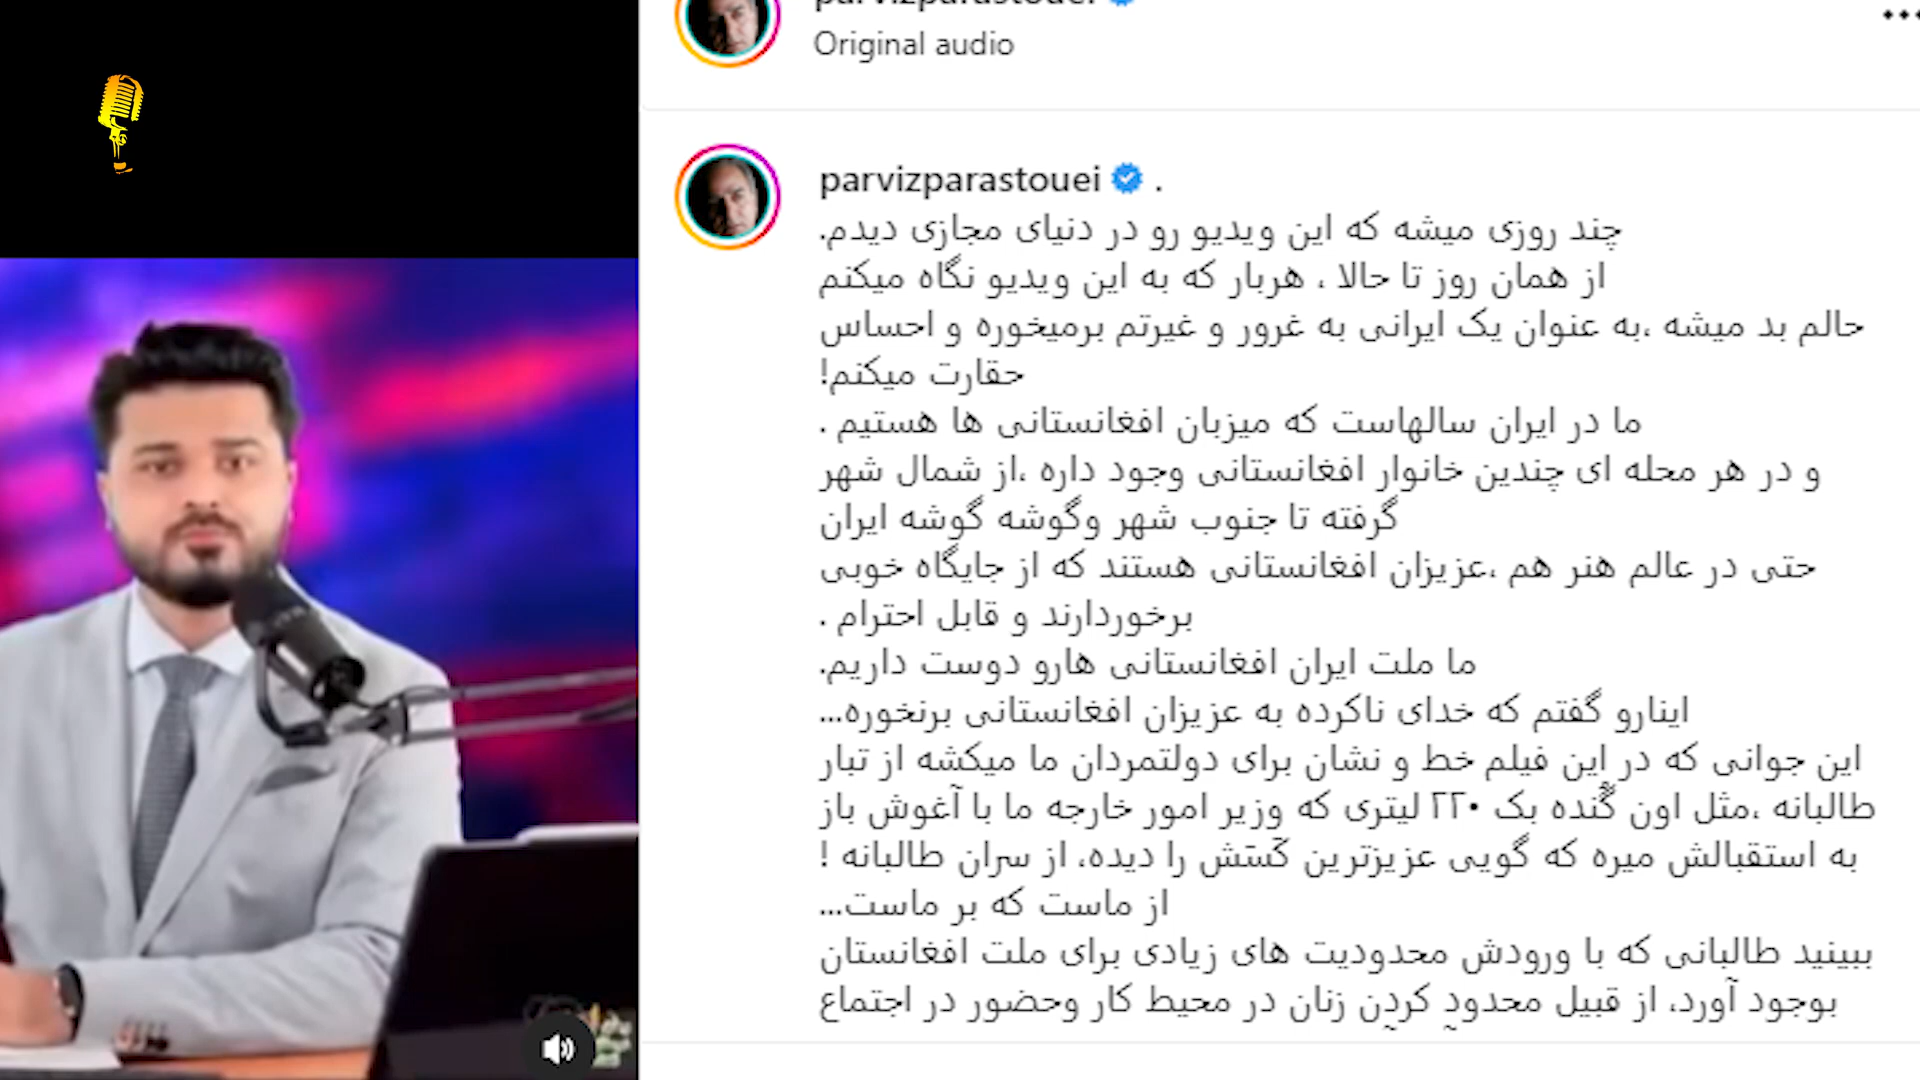 parvizparastouei
Original audio
parvizparastouei .
چند روزی میشه که این ویدیو رو در دنیای مجازی دیدم.
از همان روز تا حالا ، هربار که به این ویدیو نگاه میکنم
حالم بد میشه ،به عنوان یک ایرانی به غرور و غیرتم برمیخوره و احساس
حقارت میکنم!
ما در ایران سالهاست که میزبان افغانستانی ها هستیم .
و در هر محله ای چندین خانوار افغانستانی وجود داره ،از شمال شهر
گرفته تا جنوب شهر وگوشه گوشه ایران
حتی در عالم هنر هم ،عزیزان افغانستانی هستند که از جایگاه خوبی
برخوردارند و قابل احترام .
ما ملت ایران افغانستانی هارو دوست داریم.
اینارو گفتم که خدای ناکرده به عزیزان افغانستانی برنخوره...
این جوانی که در این فیلم خط و نشان برای دولتمردان ما میکشه از تبار
طالبانه ،مثل اون گُنده بک ۲۲۰ لیتری که وزیر امور خارجه ما با آغوش باز
به استقبالش میره که گویی عزیزترین کَسَش را دیده، از سران طالبانه !
از ماست که بر ماست...
ببینید طالبانی که با ورودش محدودیت های زیادی برای ملت افغانستان
بوجود آورد، از قبیل محدود کردن زنان در محیط کار وحضور در اجتماع